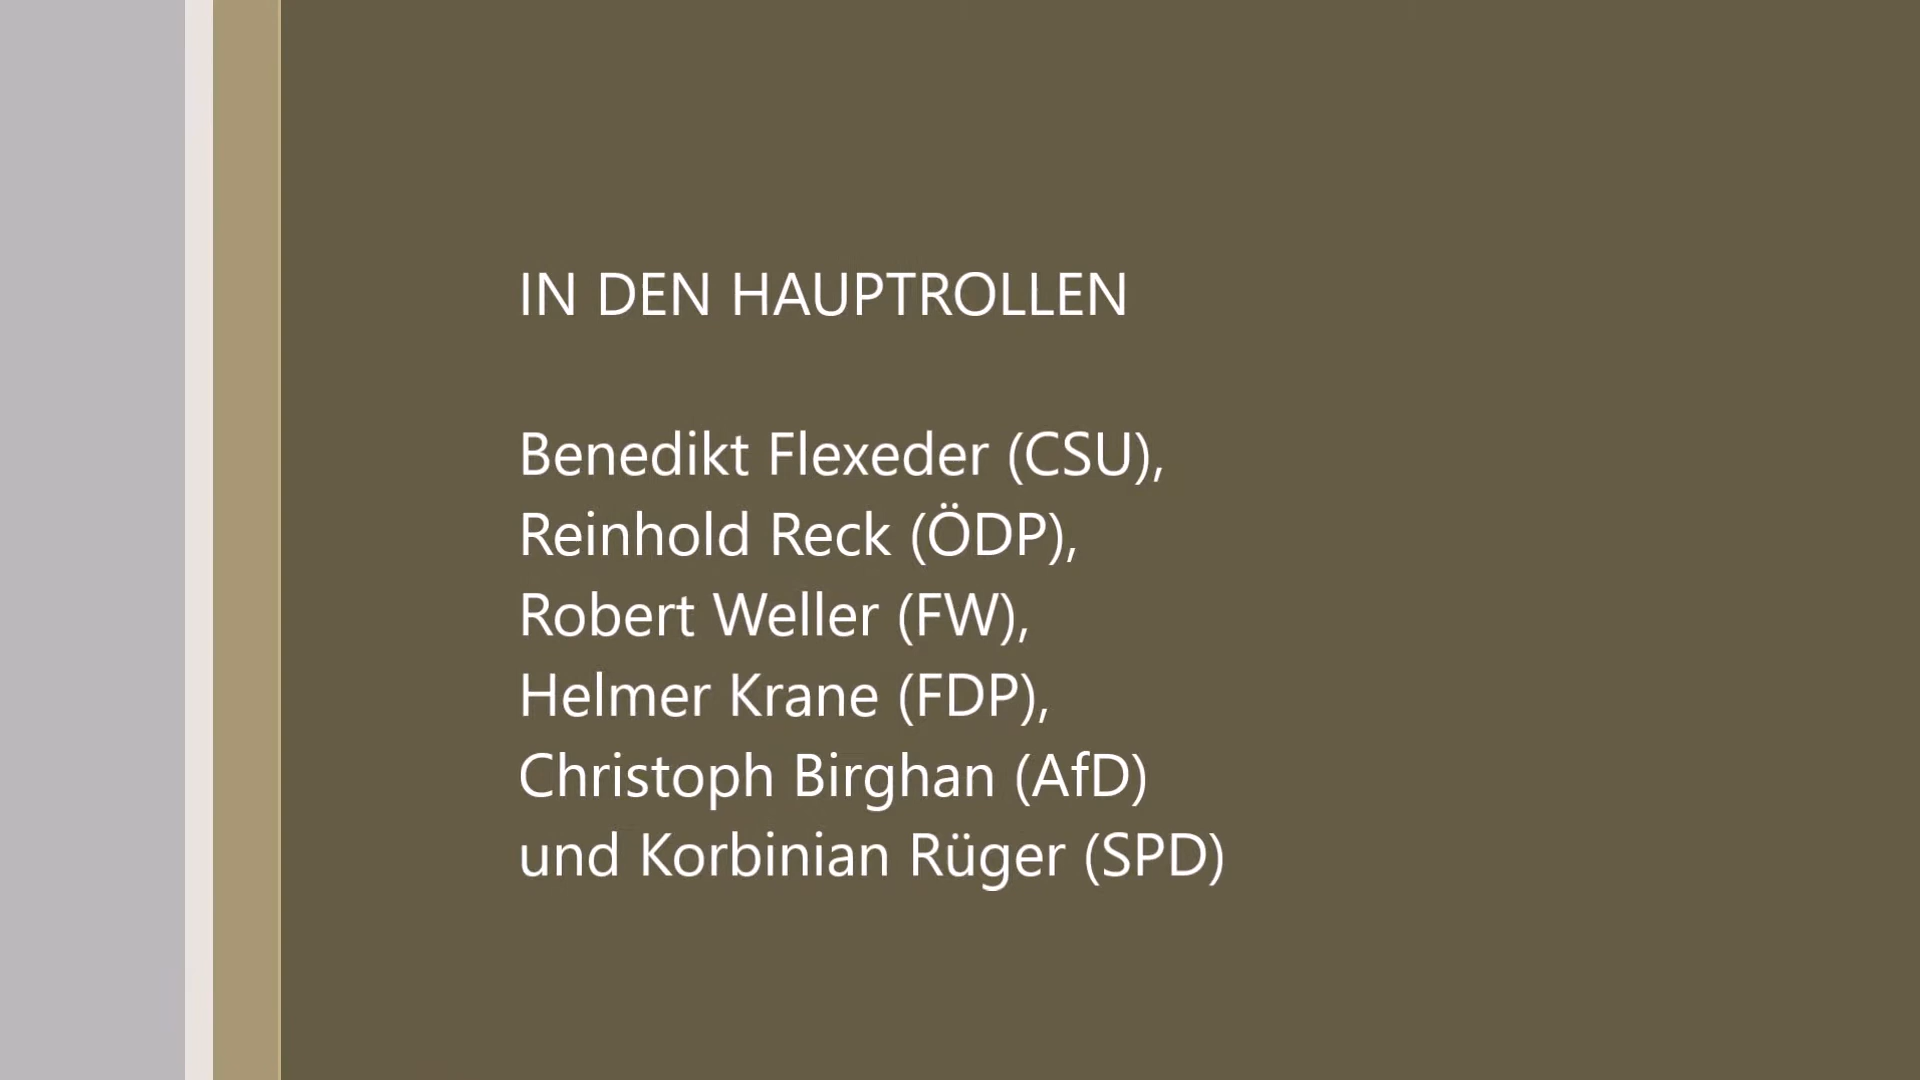 IN DEN HAUPTROLLEN
Benedikt Flexeder (CSU),
Reinhold Reck (ÖDP),
Robert Weller (FW),
Helmer Krane (FDP),
Christoph Birghan (AfD)
und Korbinian Rüger (SPD)